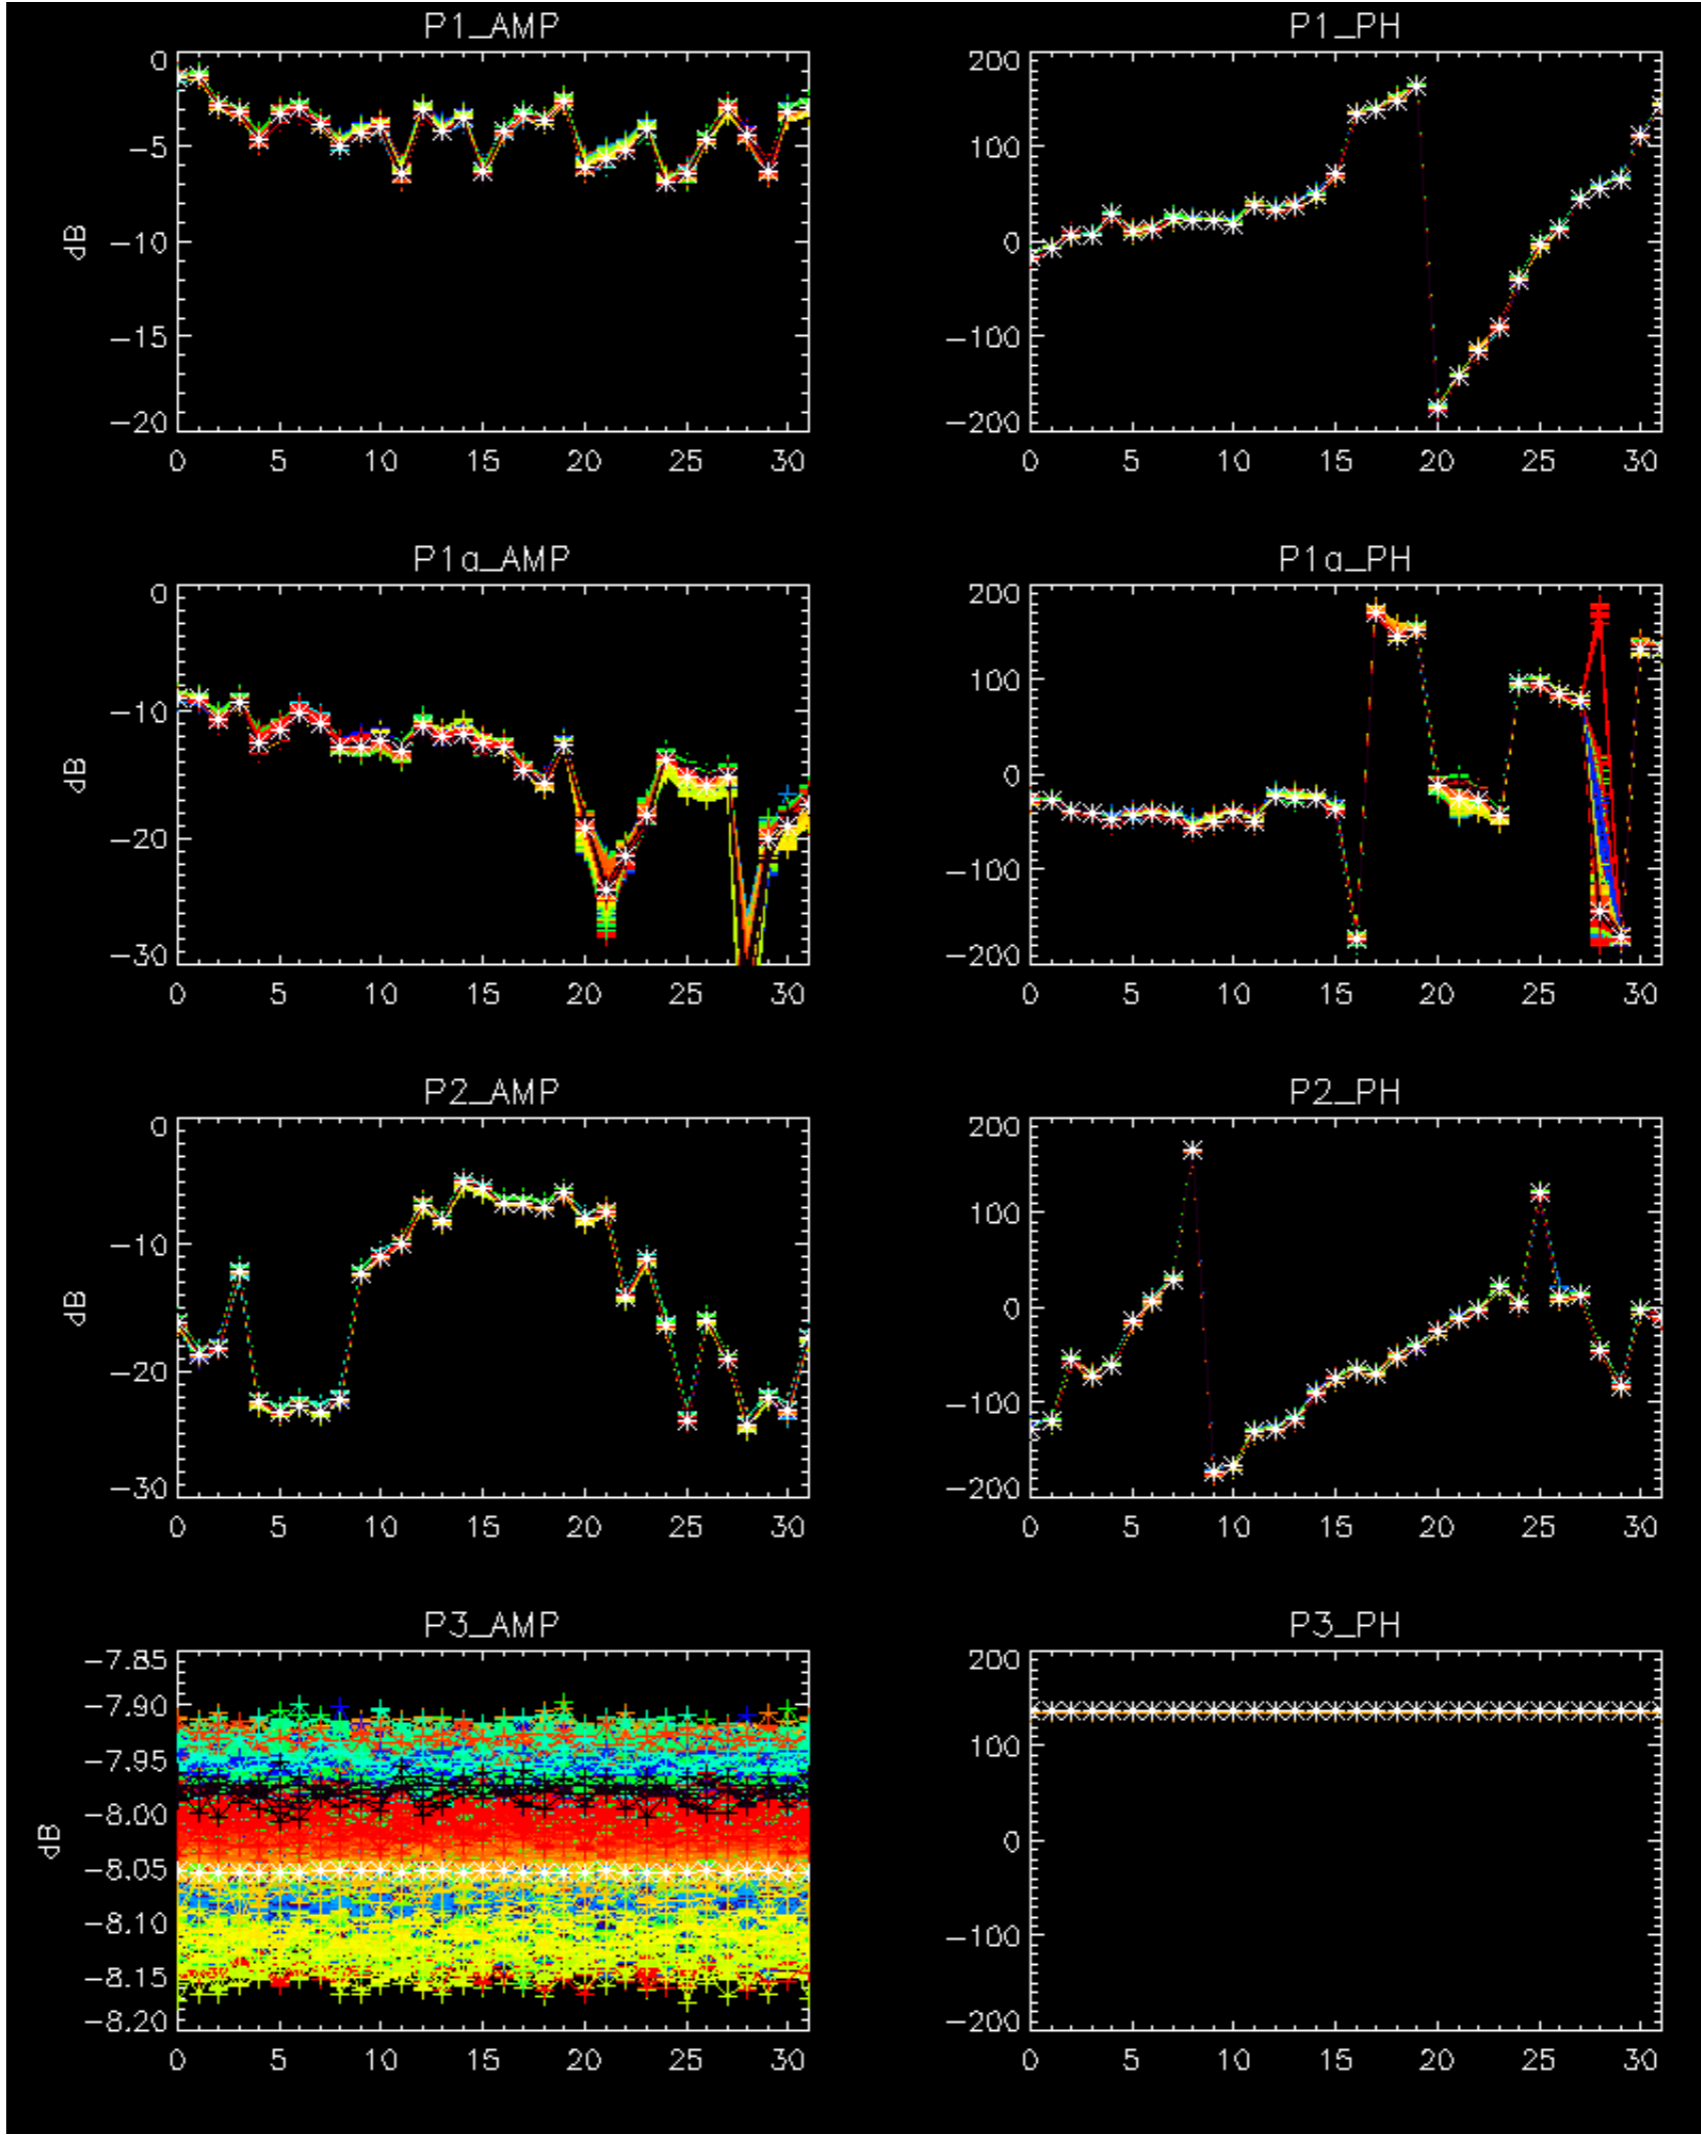 P1_AMP P1_PH
0 200
-5 100
dB
-10 0
-15 -100
-20 -200
0 5 10 15 20 25 30 0 5 10 15 20 25 30
P1a_AMP P1a_PH
0 200
-10 100
dB
0
-20 -100
-30 -200
0 5 10 15 20 25 30 0 5 10 15 20 25 30
P2_AMP P2_PH
0 200
-10 100
dB
0
-20 -100
-30 -200
0 5 10 15 20 25 30 0 5 10 15 20 25 30
P3_AMP P3_PH
-7.85 200
-7.90
-7.95 100
-8.00
dB
0
-8.05
-8.10 -100
-8.15
-8.20 -200
0 5 10 15 20 25 30 0 5 10 15 20 25 30